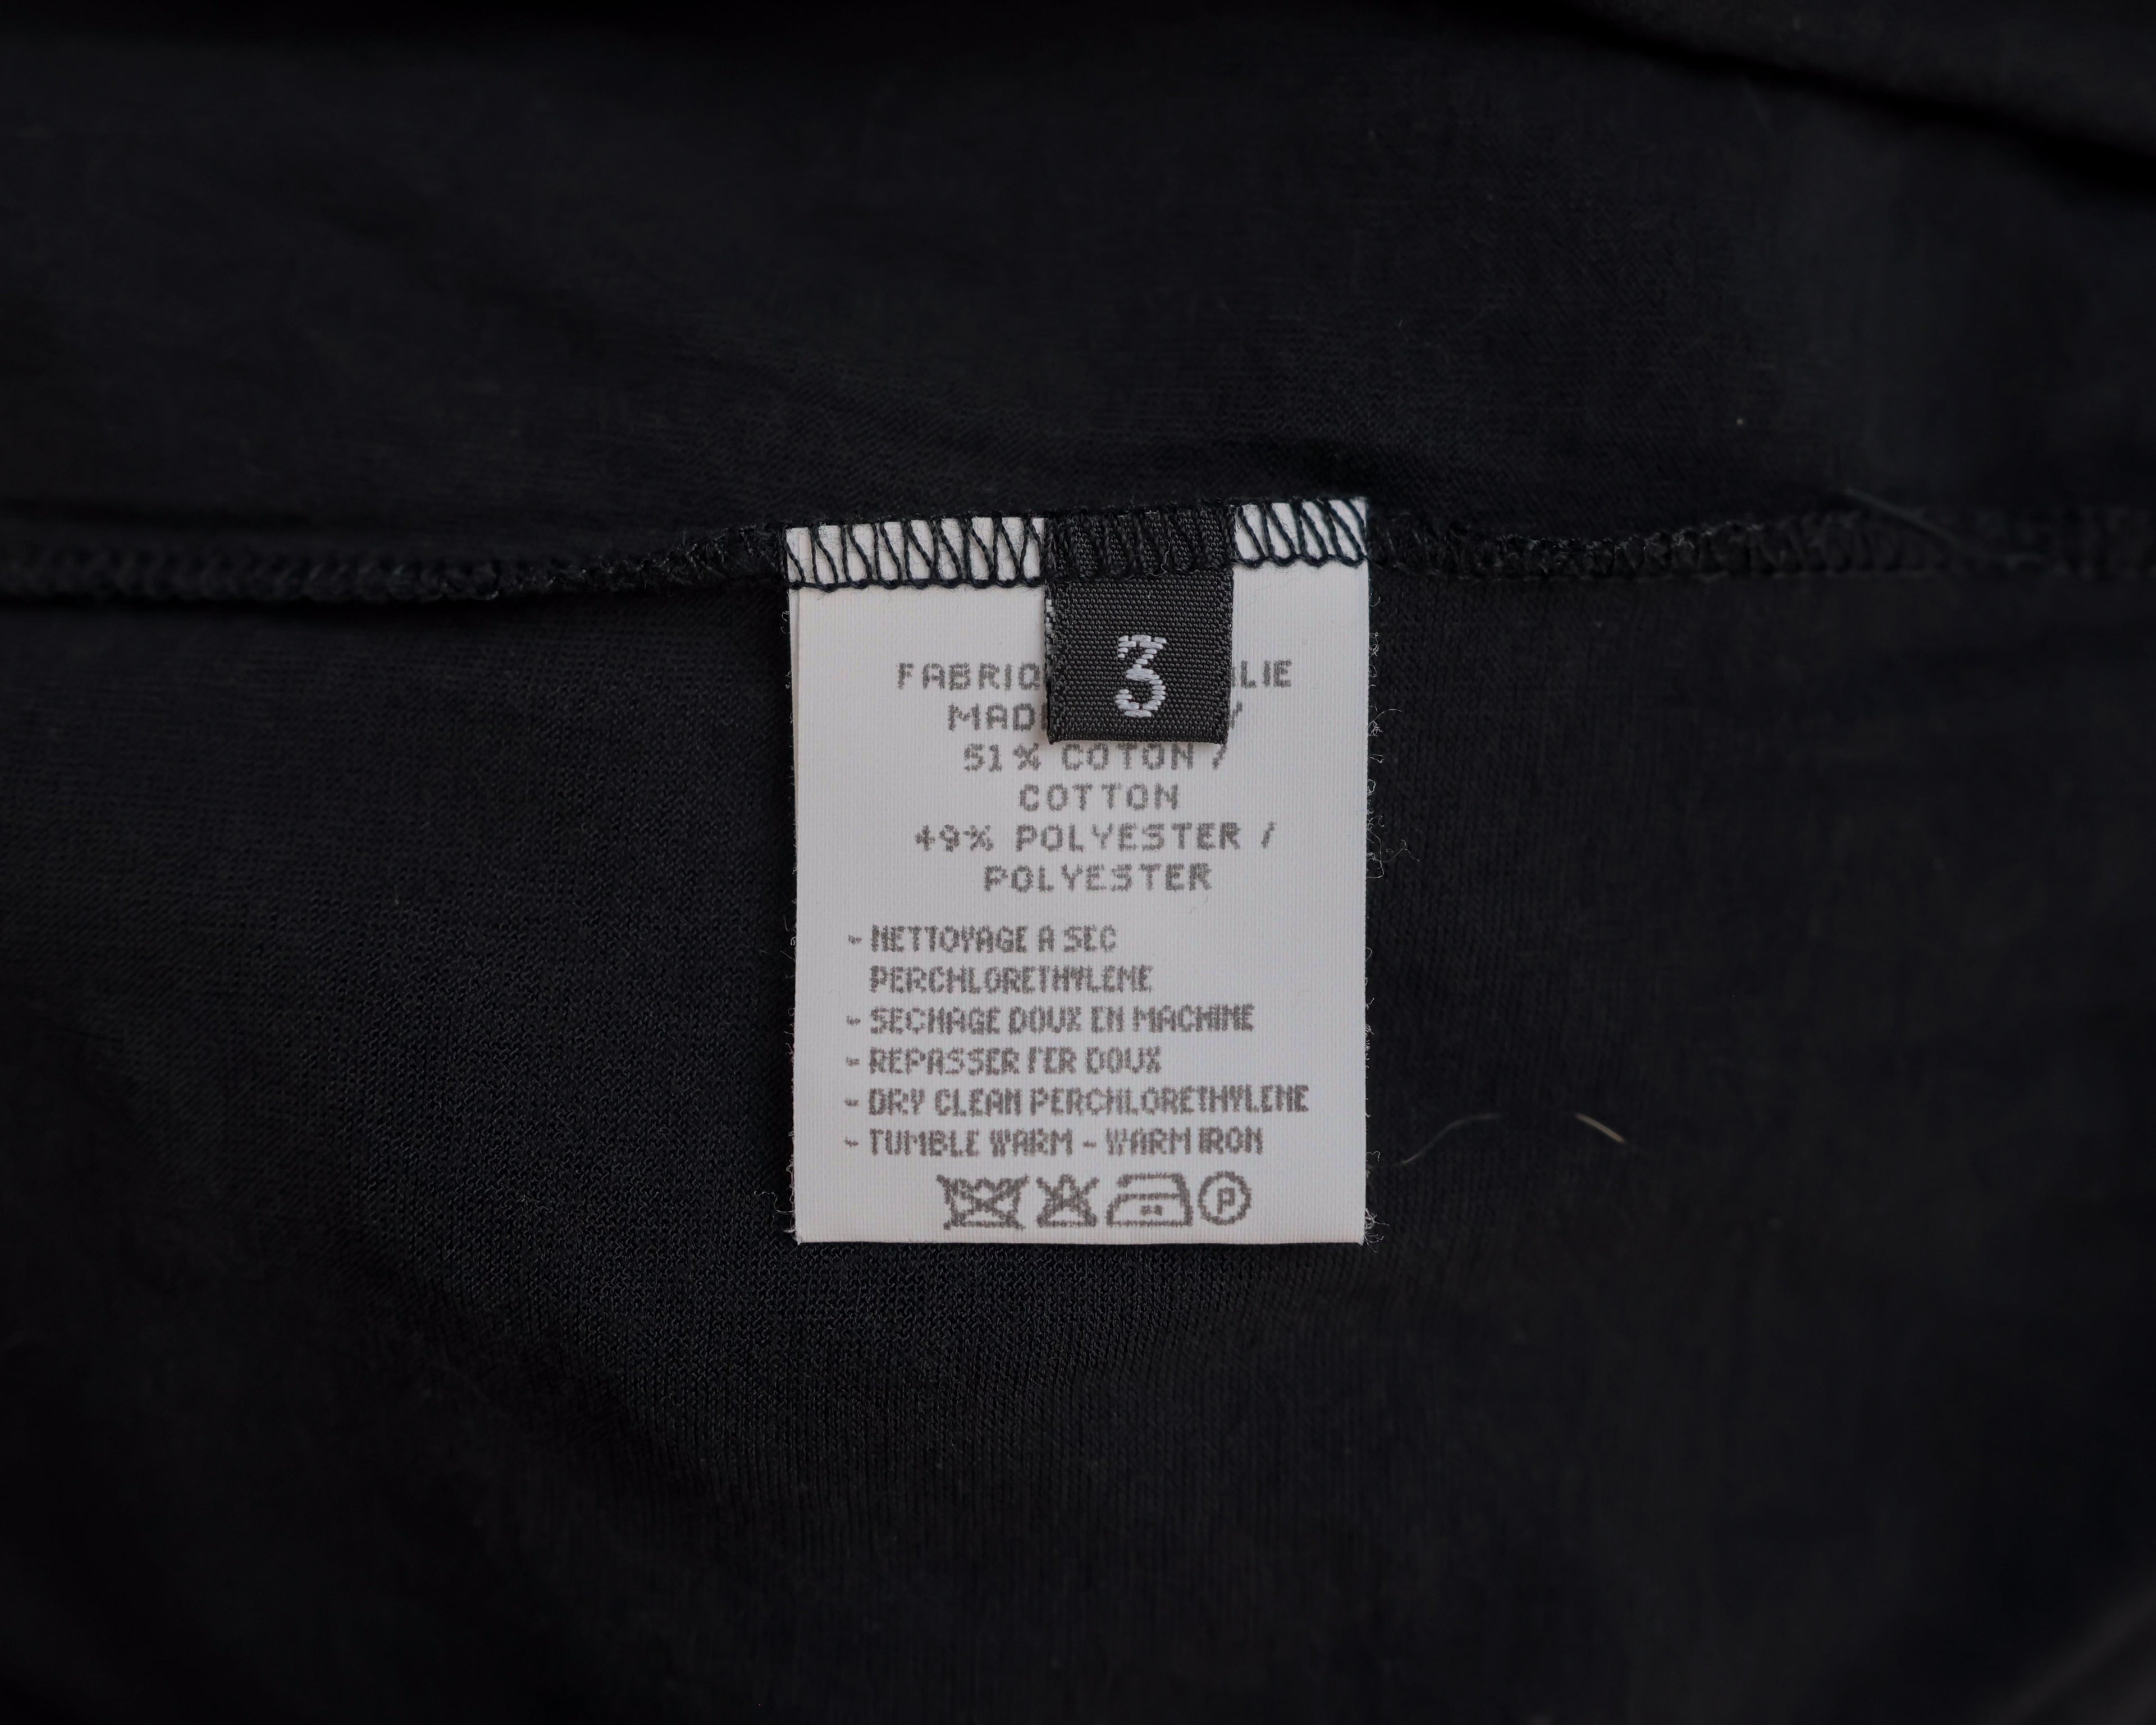 3
FABRIQ LIE
MAD Y
51% COTON /
COTTON
49% POLYESTER /
POLYESTER
- NETTOYAGE A SEC
PERCHLORETHYLENE
- SECHAGE DOUX EN MACHINE
- REPASSER FER DOUX
- DRY CLEAN PERCHLORETHYLENE
- TUMBLE WARM - WARM IRON
P